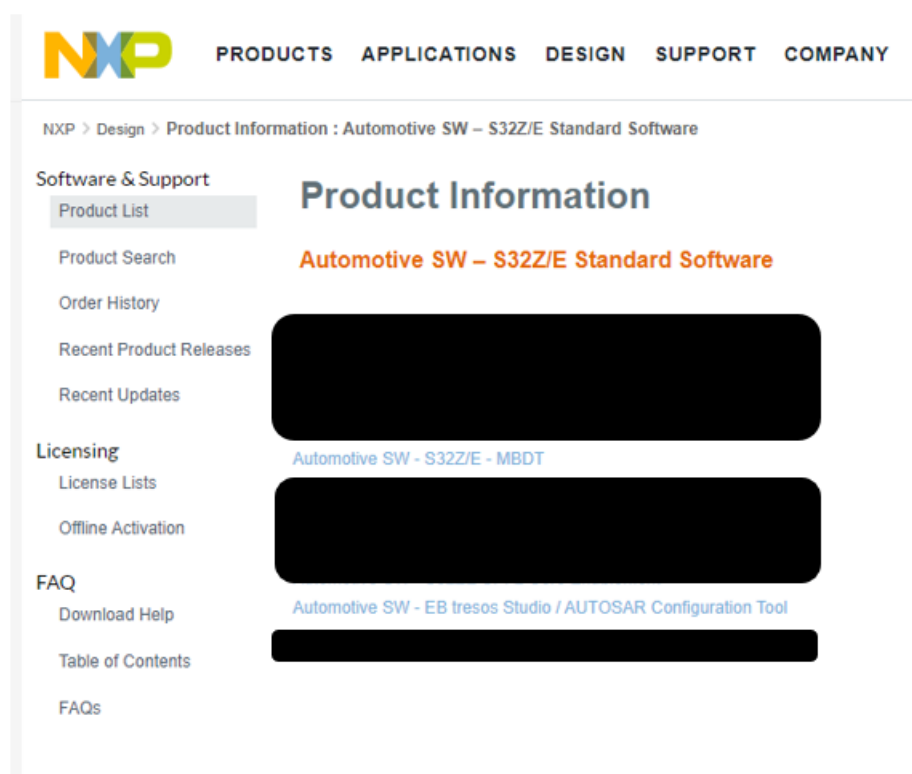 NXP PRODUCTS APPLICATIONS DESIGN SUPPORT COMPANY
NXP > Design > Product Information : Automotive SW – S32Z/E Standard Software
Software & Support
Product List
Product Search
Order History
Recent Product Releases
Recent Updates
Licensing
License Lists
Offline Activation
FAQ
Download Help
Table of Contents
FAQs
Product Information
Automotive SW – S32Z/E Standard Software
Automotive SW - S32Z/E - MBDT
Automotive SW - EB tresos Studio / AUTOSAR Configuration Tool